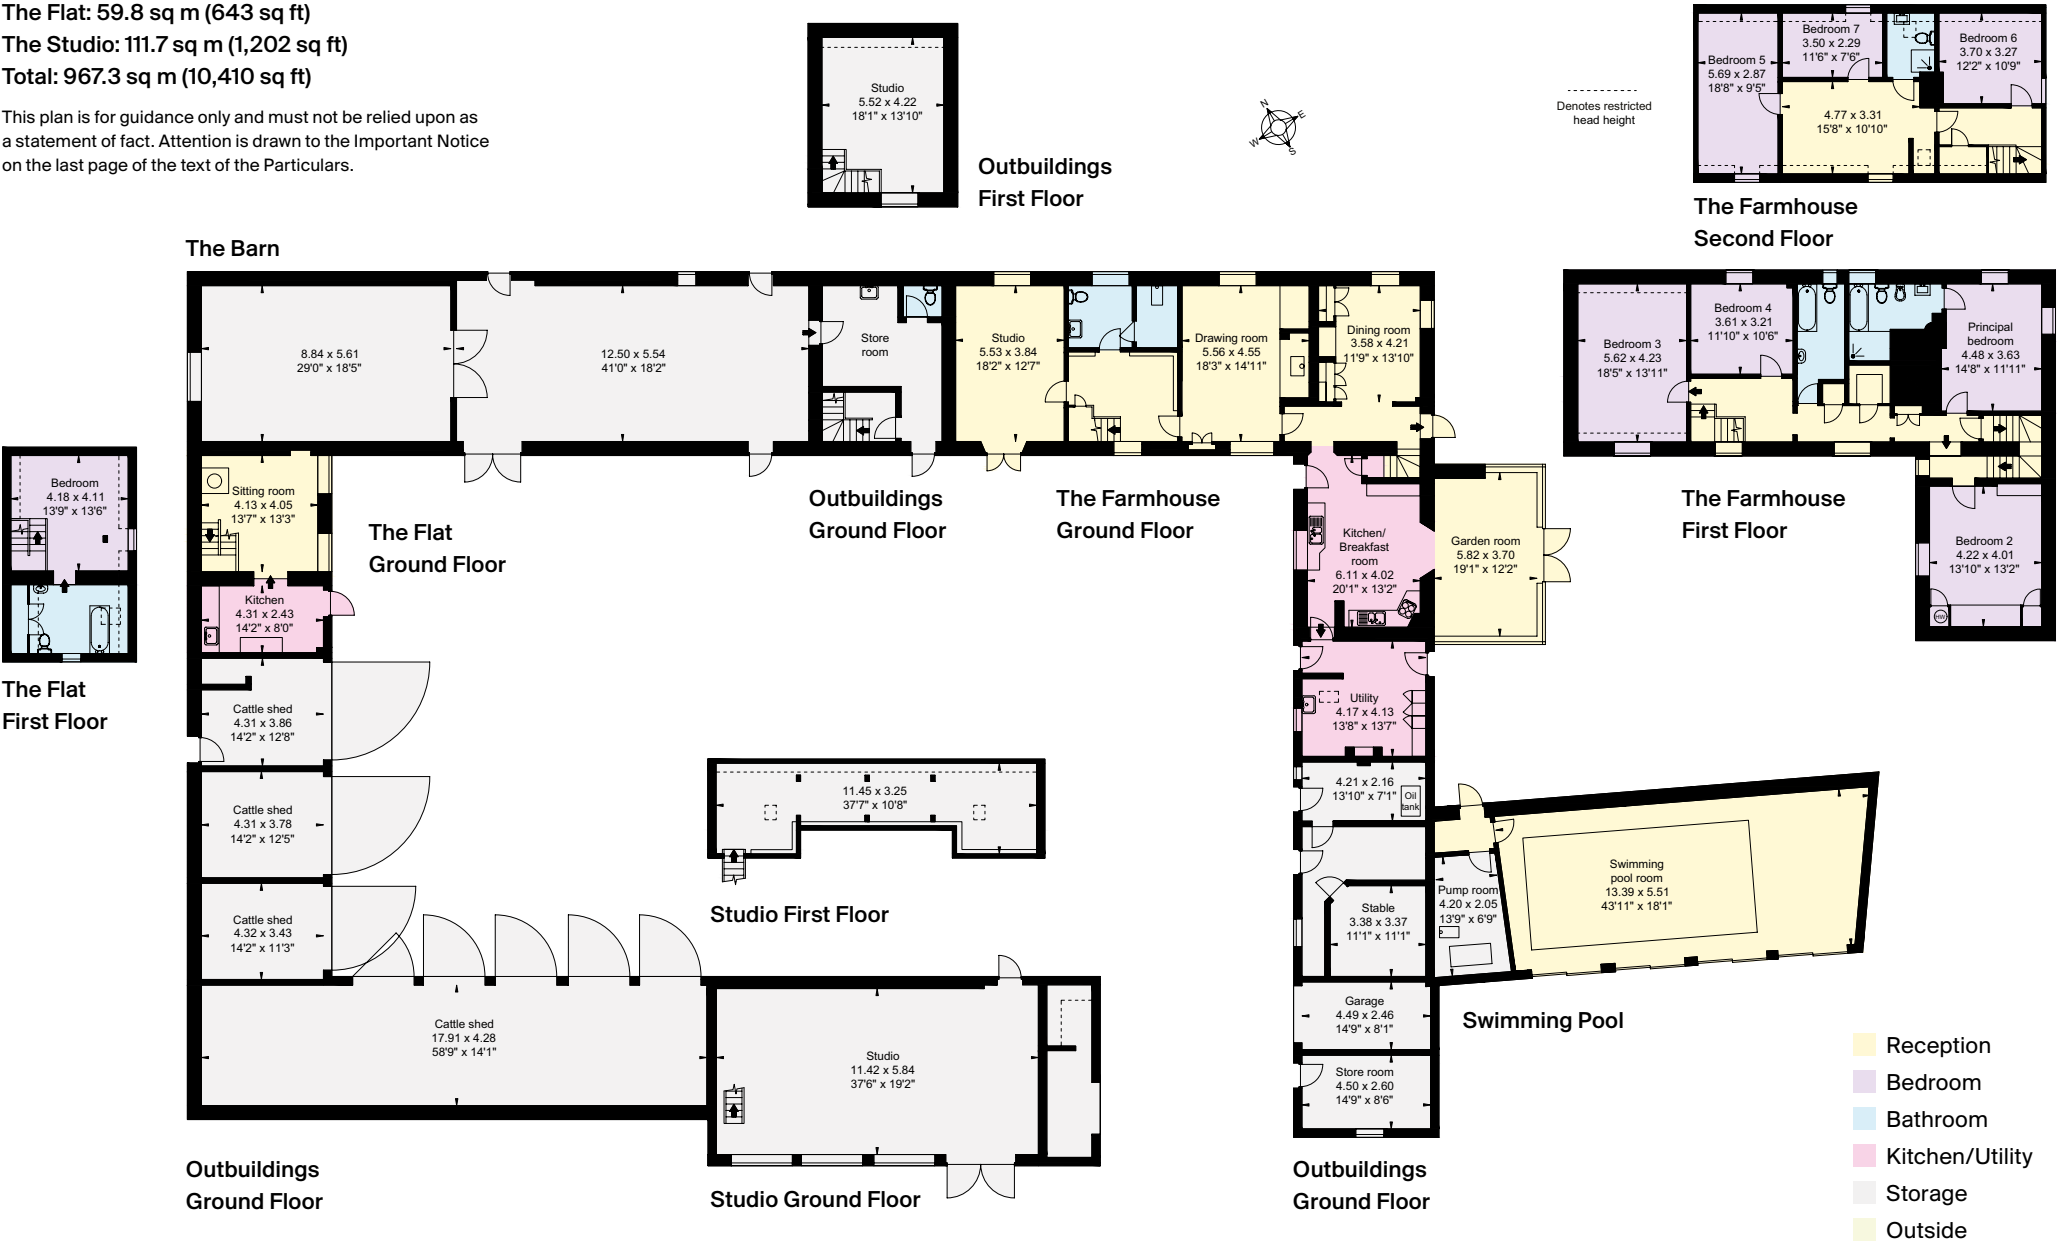 The Flat: 59.8 sq m (643 sq ft)
The Studio: 111.7 sq m (1,202 sq ft)
Total: 967.3 sq m (10,410 sq ft)
This plan is for guidance only and must not be relied upon as
a statement of fact. Attention is drawn to the Important Notice
on the last page of the text of the Particulars.
Studio
5.52 x 4.22
18'1" x 13'10"
Outbuildings
First Floor
N
E
S
W
Denotes restricted
head height
Bedroom 5
5.69 x 2.87
18'8" x 9'5"
Bedroom 7
3.50 x 2.29
11'6" x 7'6"
Bedroom 6
3.70 x 3.27
12'2" x 10'9"
4.77 x 3.31
15'8" x 10'10"
The Farmhouse
Second Floor
The Barn
8.84 x 5.61
29'0" x 18'5"
12.50 x 5.54
41'0" x 18'2"
Store
room
Studio
5.53 x 3.84
18'2" x 12'7"
Drawing room
5.56 x 4.55
18'3" x 14'11"
Dining room
3.58 x 4.21
11'9" x 13'10"
Bedroom 3
5.62 x 4.23
18'5" x 13'11"
Bedroom 4
3.61 x 3.21
11'10" x 10'6"
Principal
bedroom
4.48 x 3.63
14'8" x 11'11"
Bedroom 2
4.22 x 4.01
13'10" x 13'2"
HW
The Farmhouse
First Floor
Bedroom
4.18 x 4.11
13'9" x 13'6"
The Flat
First Floor
Sitting room
4.13 x 4.05
13'7" x 13'3"
The Flat
Ground Floor
Kitchen
4.31 x 2.43
14'2" x 8'0"
Outbuildings
Ground Floor
The Farmhouse
Ground Floor
Kitchen/
Breakfast
room
6.11 x 4.02
20'1" x 13'2"
Garden room
5.82 x 3.70
19'1" x 12'2"
Utility
4.17 x 4.13
13'8" x 13'7"
Cattle shed
4.31 x 3.86
14'2" x 12'8"
Cattle shed
4.31 x 3.78
14'2" x 12'5"
Cattle shed
4.32 x 3.43
14'2" x 11'3"
Cattle shed
17.91 x 4.28
58'9" x 14'1"
11.45 x 3.25
37'7" x 10'8"
Studio First Floor
Studio
11.42 x 5.84
37'6" x 19'2"
4.21 x 2.16
13'10" x 7'1"
Oil
tank
Stable
3.38 x 3.37
11'1" x 11'1"
Pump room
4.20 x 2.05
13'9" x 6'9"
Swimming
pool room
13.39 x 5.51
43'11" x 18'1"
Garage
4.49 x 2.46
14'9" x 8'1"
Store room
4.50 x 2.60
14'9" x 8'6"
Swimming Pool
Outbuildings
Ground Floor
Studio Ground Floor
Outbuildings
Ground Floor
Reception
Bedroom
Bathroom
Kitchen/Utility
Storage
Outside